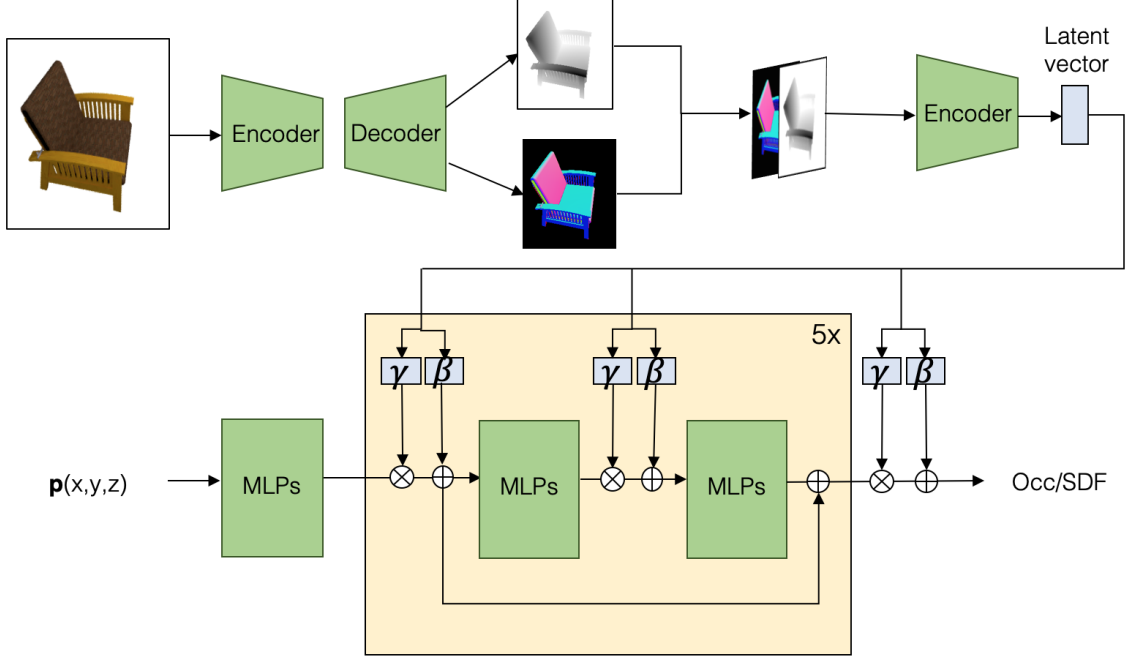 Latent
vector
Encoder
Decoder
Encoder
5x
γ
β
γ
β
γ
β
p(x,y,z)
MLPs
MLPs
MLPs
Occ/SDF